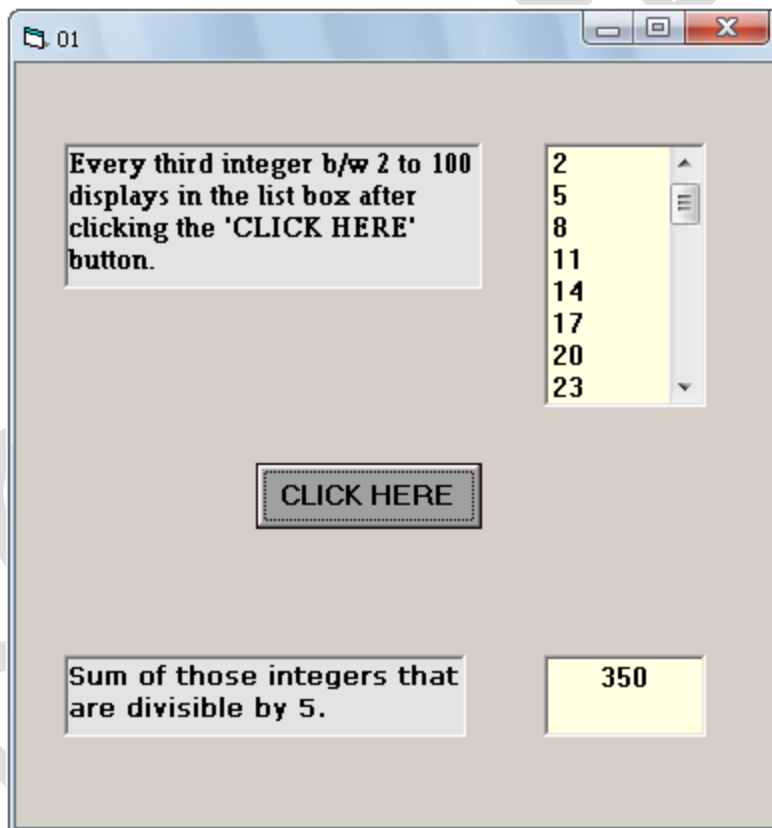 01
Every third integer b/w 2 to 100
displays in the list box after
clicking the 'CLICK HERE'
button.
2
5
8
11
14
17
20
23
CLICK HERE
Sum of those integers that
are divisible by 5.
350